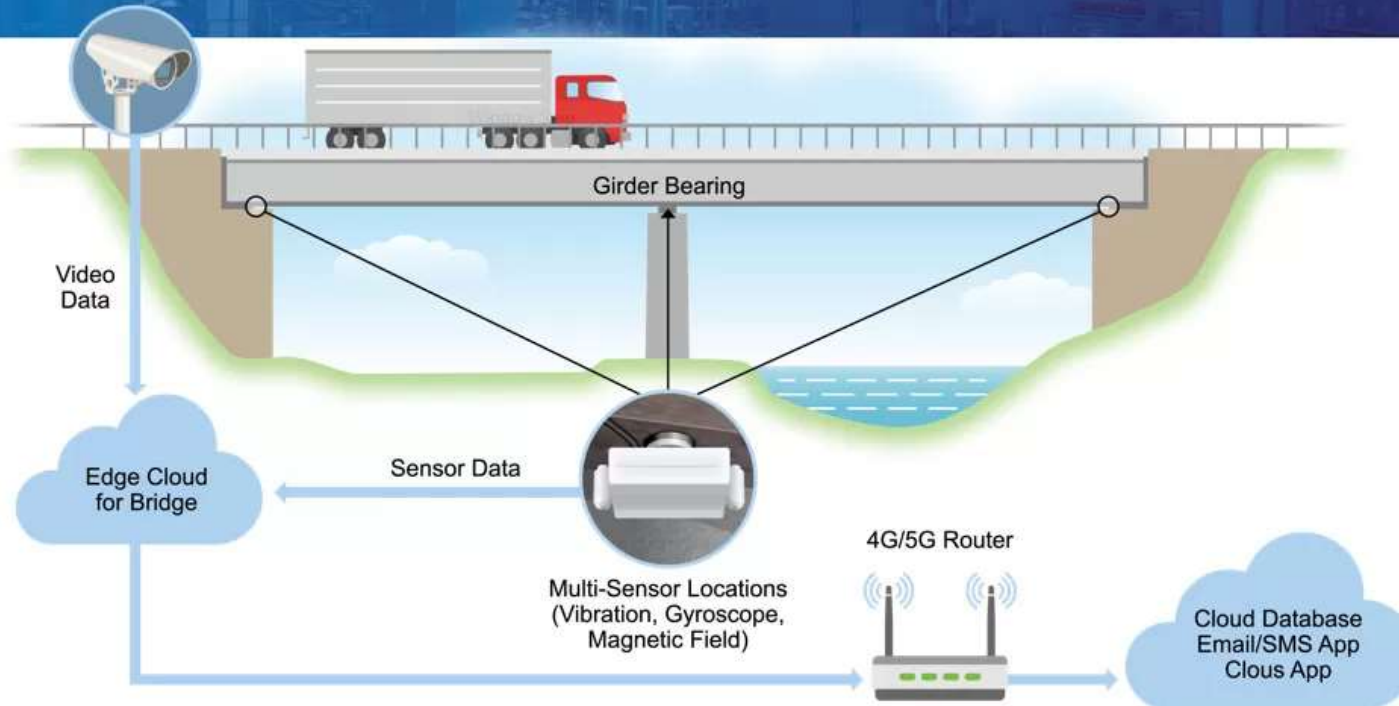 Girder Bearing
Video
Data
Edge Cloud
for Bridge
Sensor Data
Multi-Sensor Locations
(Vibration, Gyroscope,
Magnetic Field)
4G/5G Router
Cloud Database
Email/SMS App
Clous App